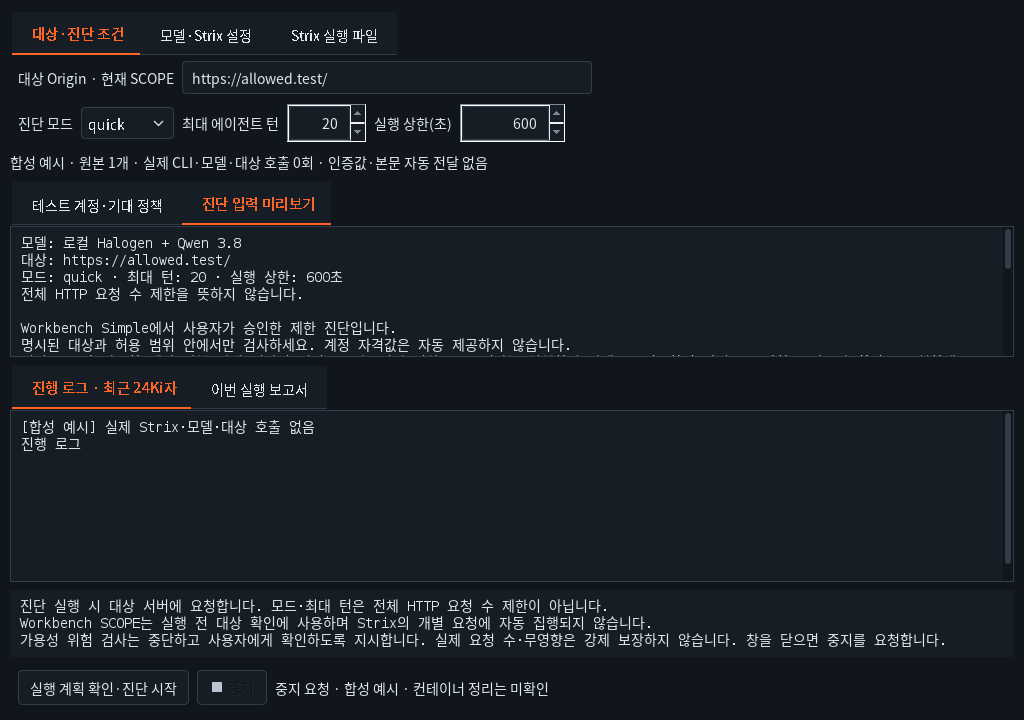 대상·진단 조건 모델·Strix 설정 Strix 실행 파일
대상 Origin · 현재 SCOPE https://allowed.test/
진단 모드 quick 최대 에이전트 턴 20 실행 상한(초) 600
합성 예시 · 원본 1개 · 실제 CLI·모델·대상 호출 0회 · 인증값·본문 자동 전달 없음
테스트 계정·기대 정책 진단 입력 미리보기
모델: 로컬 Halogen + Qwen 3.8
대상: https://allowed.test/
모드: quick · 최대 턴: 20 · 실행 상한: 600초
전체 HTTP 요청 수 제한을 뜻하지 않습니다.
Workbench Simple에서 사용자가 승인한 제한 진단입니다.
명시된 대상과 허용 범위 안에서만 검사하세요. 계정 자격값은 자동 제공하지 않습니다.
진행 로그 · 최근 24Ki자 이번 실행 보고서
[합성 예시] 실제 Strix·모델·대상 호출 없음
진행 로그
진단 실행 시 대상 서버에 요청합니다. 모드·최대 턴은 전체 HTTP 요청 수 제한이 아닙니다.
Workbench SCOPE는 실행 전 대상 확인에 사용하며 Strix의 개별 요청에 자동 집행되지 않습니다.
가용성 위험 검사는 중단하고 사용자에게 확인하도록 지시합니다. 실제 요청 수·무영향은 강제 보장하지 않습니다. 창을 닫으면 중지를 요청합니다.
실행 계획 확인·진단 시작 중지 요청 · 합성 예시 · 컨테이너 정리는 미확인